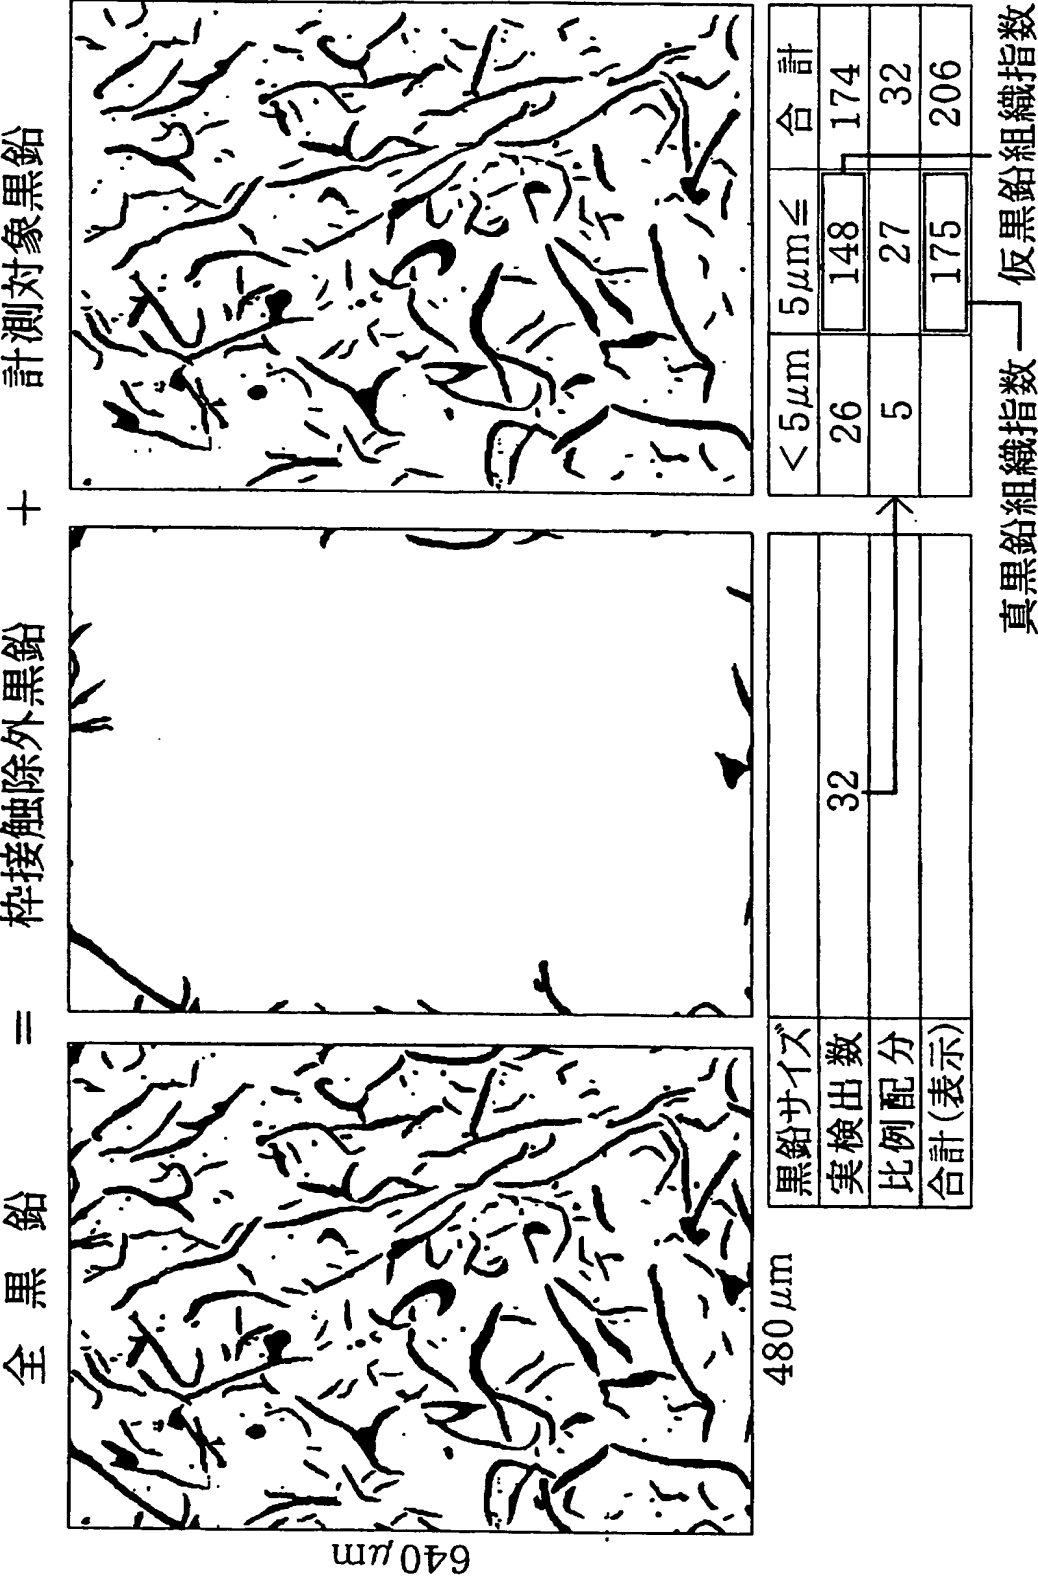 全黒鉛 = 枠接触除外黒鉛 + 計測対象黒鉛
640μm
480μm
黒鉛サイズ <5μm 5μm≦ 合計
実検出数 32 26 148 174
比例配分 5 27 32
合計(表示) 175 206
真黒鉛組織指数
仮黒鉛組織指数